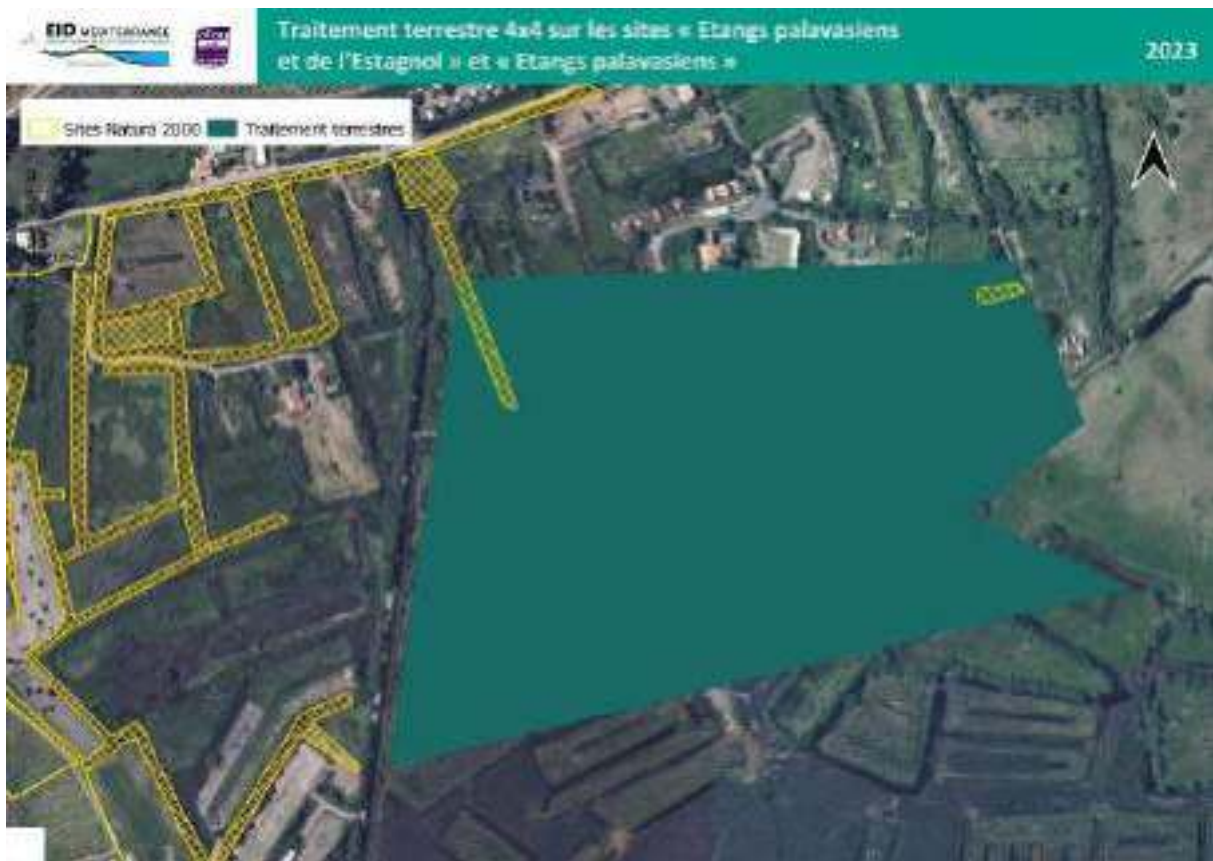 EID MÉDITERRANÉE
Traitement terrestre 4x4 sur les sites « Etangs palavasiens
et de l'Estagnol » et « Etangs palavasiens »
2023
Sites Natura 2000
Traitement terrestres